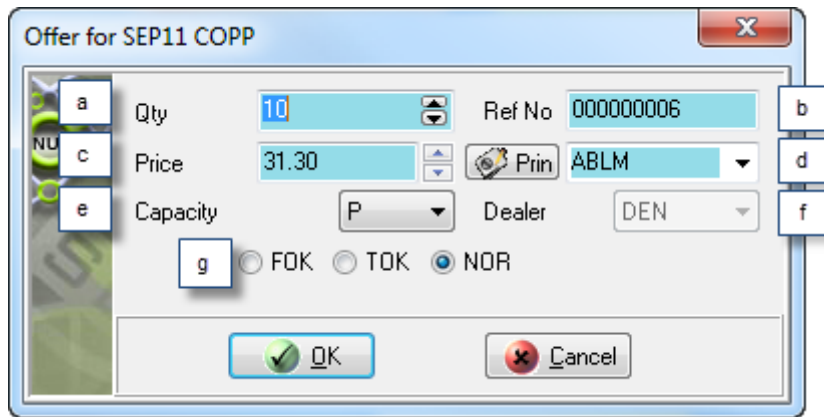 Offer for SEP11 COPP
a Qty 10 Ref No 000000006 b
NU
c Price 31.30 Prin ABLM d
e Capacity P Dealer DEN f
g FOK TOK NOR
OK Cancel